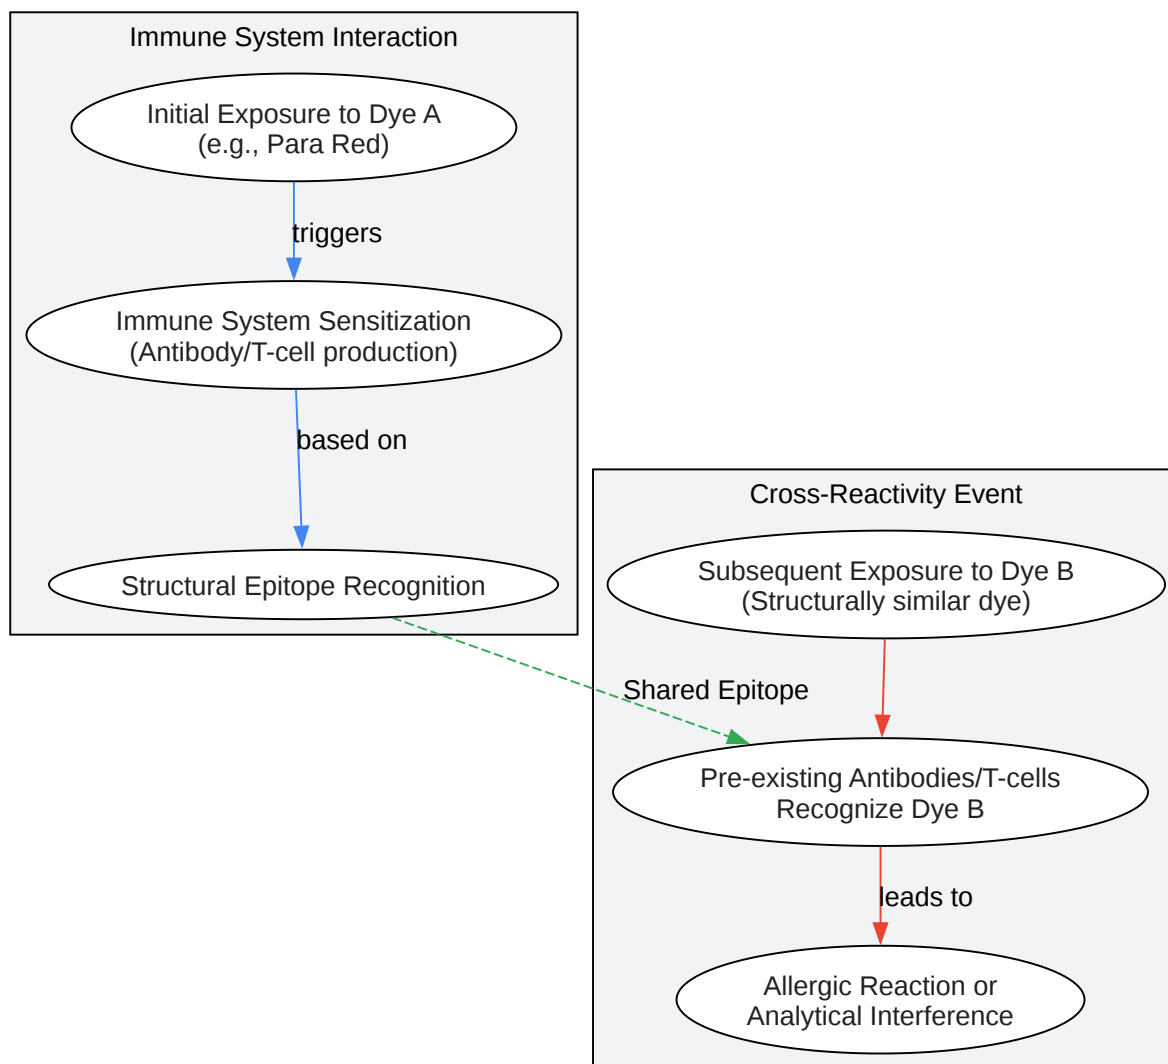 Immune System Interaction
Initial Exposure to Dye A
(e.g., Para Red)
triggers
Immune System Sensitization
(Antibody/T-cell production)
based on
Structural Epitope Recognition
Shared Epitope
Cross-Reactivity Event
Subsequent Exposure to Dye B
(Structurally similar dye)
Pre-existing Antibodies/T-cells
Recognize Dye B
leads to
Allergic Reaction or
Analytical Interference